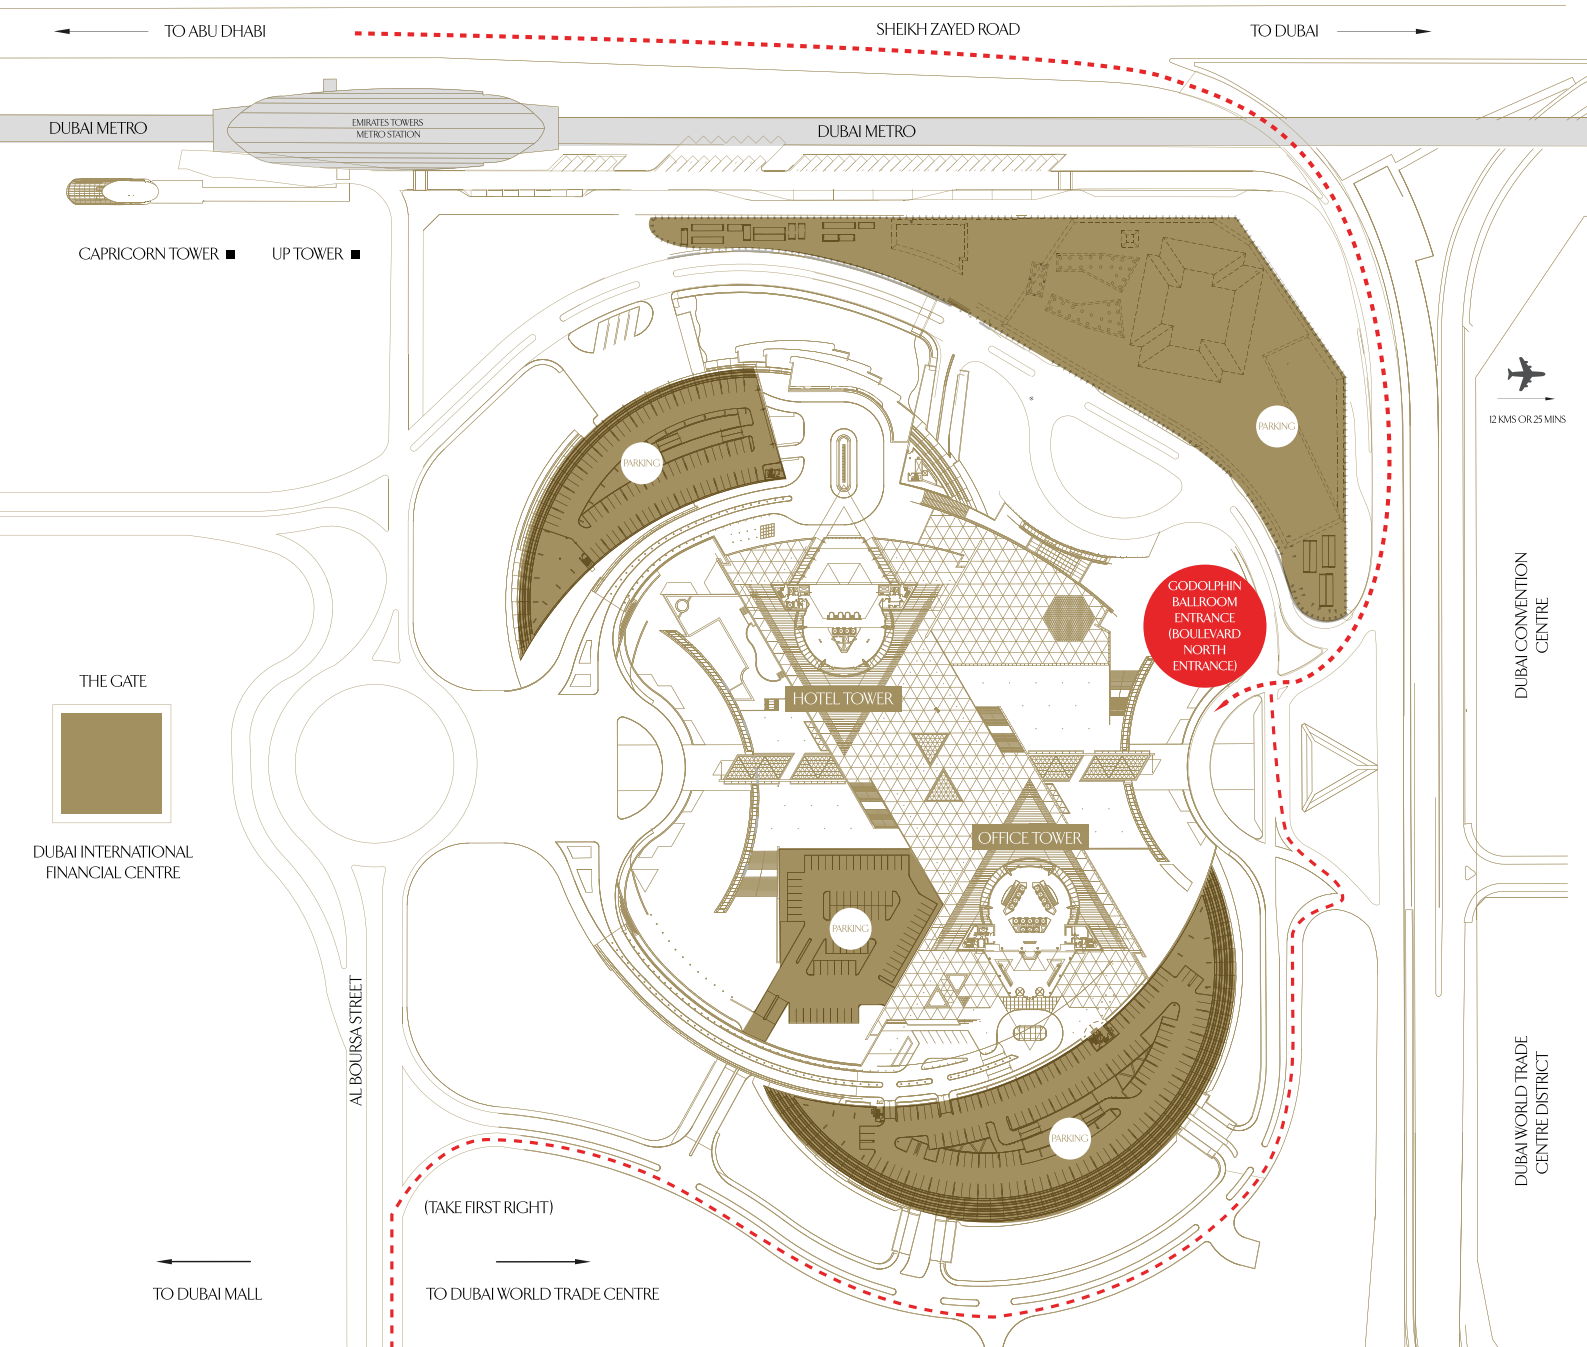 TO ABU DHABI
SHEIKH ZAYED ROAD
TO DUBAI
DUBAI METRO
EMIRATES TOWERS
METRO STATION
DUBAI METRO
CAPRICORN TOWER
UP TOWER
12 KMS OR 25 MINS
PARKING
PARKING
GODOLPHIN
BALLROOM
ENTRANCE
(BOULEVARD
NORTH
ENTRANCE)
DUBAI CONVENTION
CENTRE
THE GATE
HOTEL TOWER
OFFICE TOWER
DUBAI INTERNATIONAL
FINANCIAL CENTRE
PARKING
AL BOURSA STREET
DUBAI WORLD TRADE
CENTRE DISTRICT
PARKING
(TAKE FIRST RIGHT)
TO DUBAI MALL
TO DUBAI WORLD TRADE CENTRE